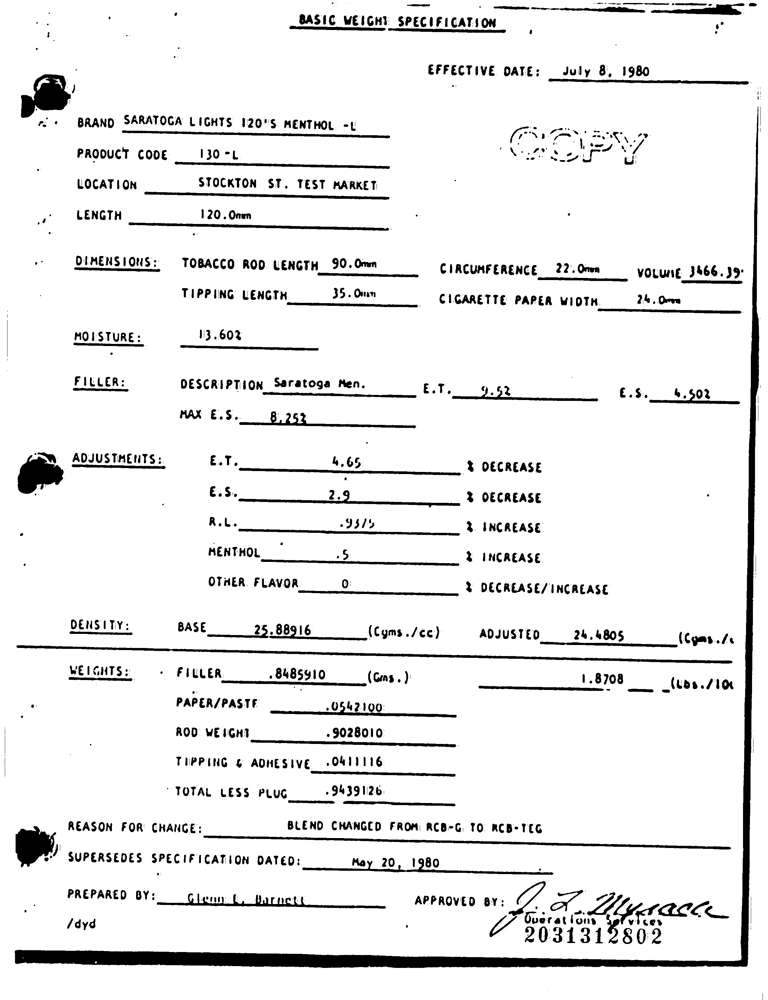 BASIC WEIGHT SPECIFICATION
EFFECTIVE DATE: July 8, 1980
BRAND SARATOGA LIGHTS 120'S MENTHOL -L
COPY
PRODUCT CODE 130-L
LOCATION STOCKTON ST. TEST MARKET
LENGTH 120.0mm
DIMENSIONS: TOBACCO ROD LENGTH 90.0mm CIRCUMFERENCE 22.0mm VOLUME 3466.39
TIPPING LENGTH 35.0mm CIGARETTE PAPER WIDTH 24.0mm
MOISTURE: 13.60%
FILLER: DESCRIPTION Saratoga Men. E.T. 9.5% E.S. 4.50%
MAX E.S. 8.25%
ADJUSTMENTS: E.T. 4.65 % DECREASE
E.S. 2.9 % DECREASE
R.L. .9375 % INCREASE
MENTHOL .5 % INCREASE
OTHER FLAVOR 0 % DECREASE/INCREASE
DENSITY: BASE 25.88916 (Cgms./cc) ADJUSTED 24.4805 (Cgms./c
WEIGHTS: FILLER .8485910 (Gms.) 1.8708 (Lbs./10
PAPER/PASTE .0542100
ROD WEIGHT .9028010
TIPPING & ADHESIVE .0411116
TOTAL LESS PLUG .9439126
REASON FOR CHANGE: BLEND CHANGED FROM RCB-G TO RCB-TEG
SUPERSEDES SPECIFICATION DATED: May 20, 1980
PREPARED BY: Glenn E. Barnett APPROVED BY: J. L. Myracle
/dyd Operations Services
2031312802